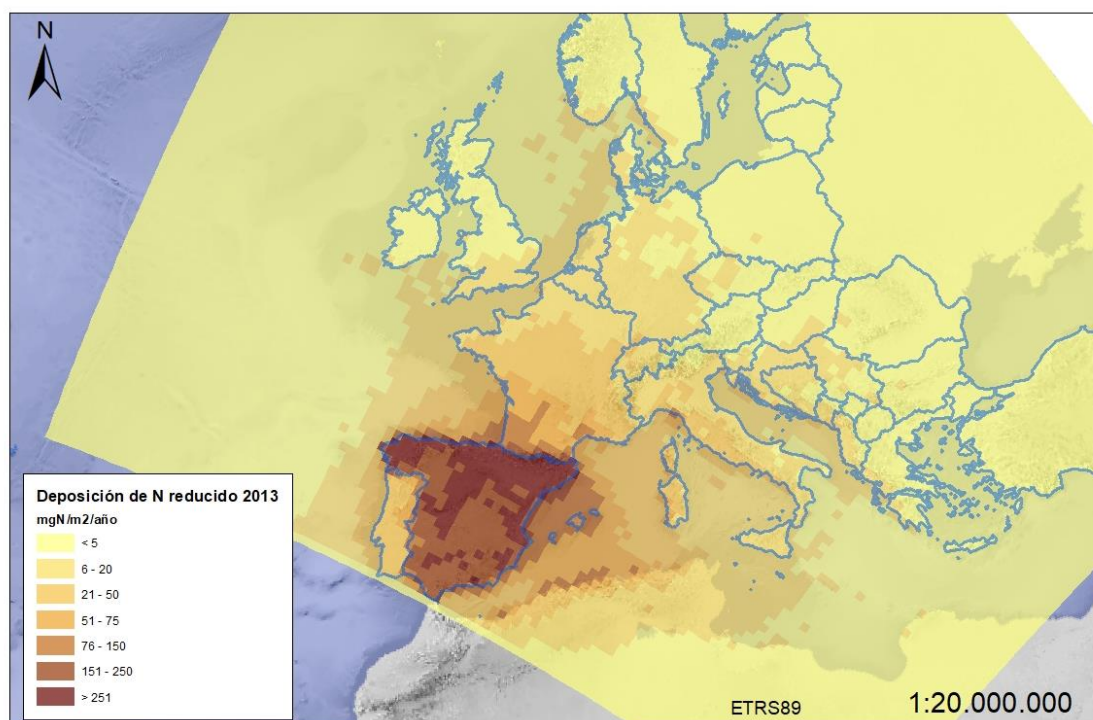 N
Deposición de N reducido 2013
mgN/m2/año
< 5
6 - 20
21 - 50
51 - 75
76 - 150
151 - 250
> 251
ETRS89
1:20.000.000